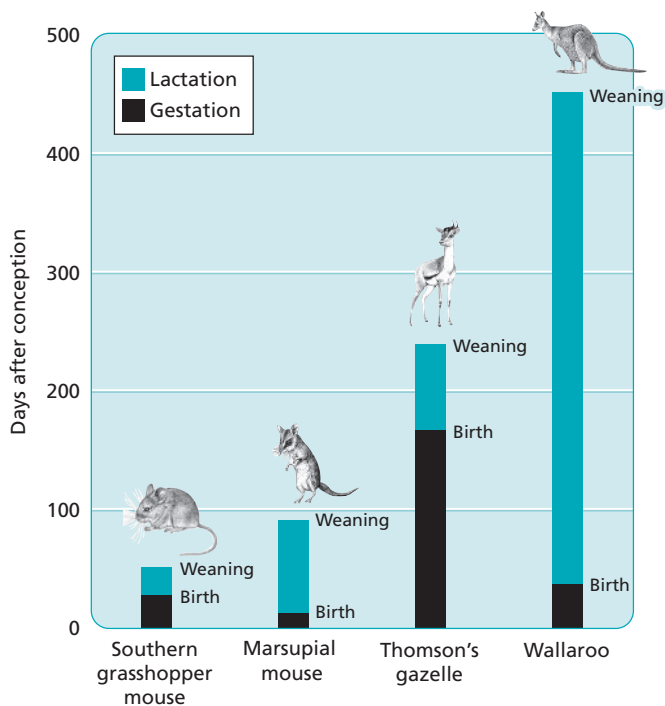 500
400
300
200
100
0
Days after conception
Lactation
Gestation
Weaning
Birth
Weaning
Birth
Weaning
Birth
Weaning
Birth
Southern
grasshopper
mouse
Marsupial
mouse
Thomson's
gazelle
Wallaroo